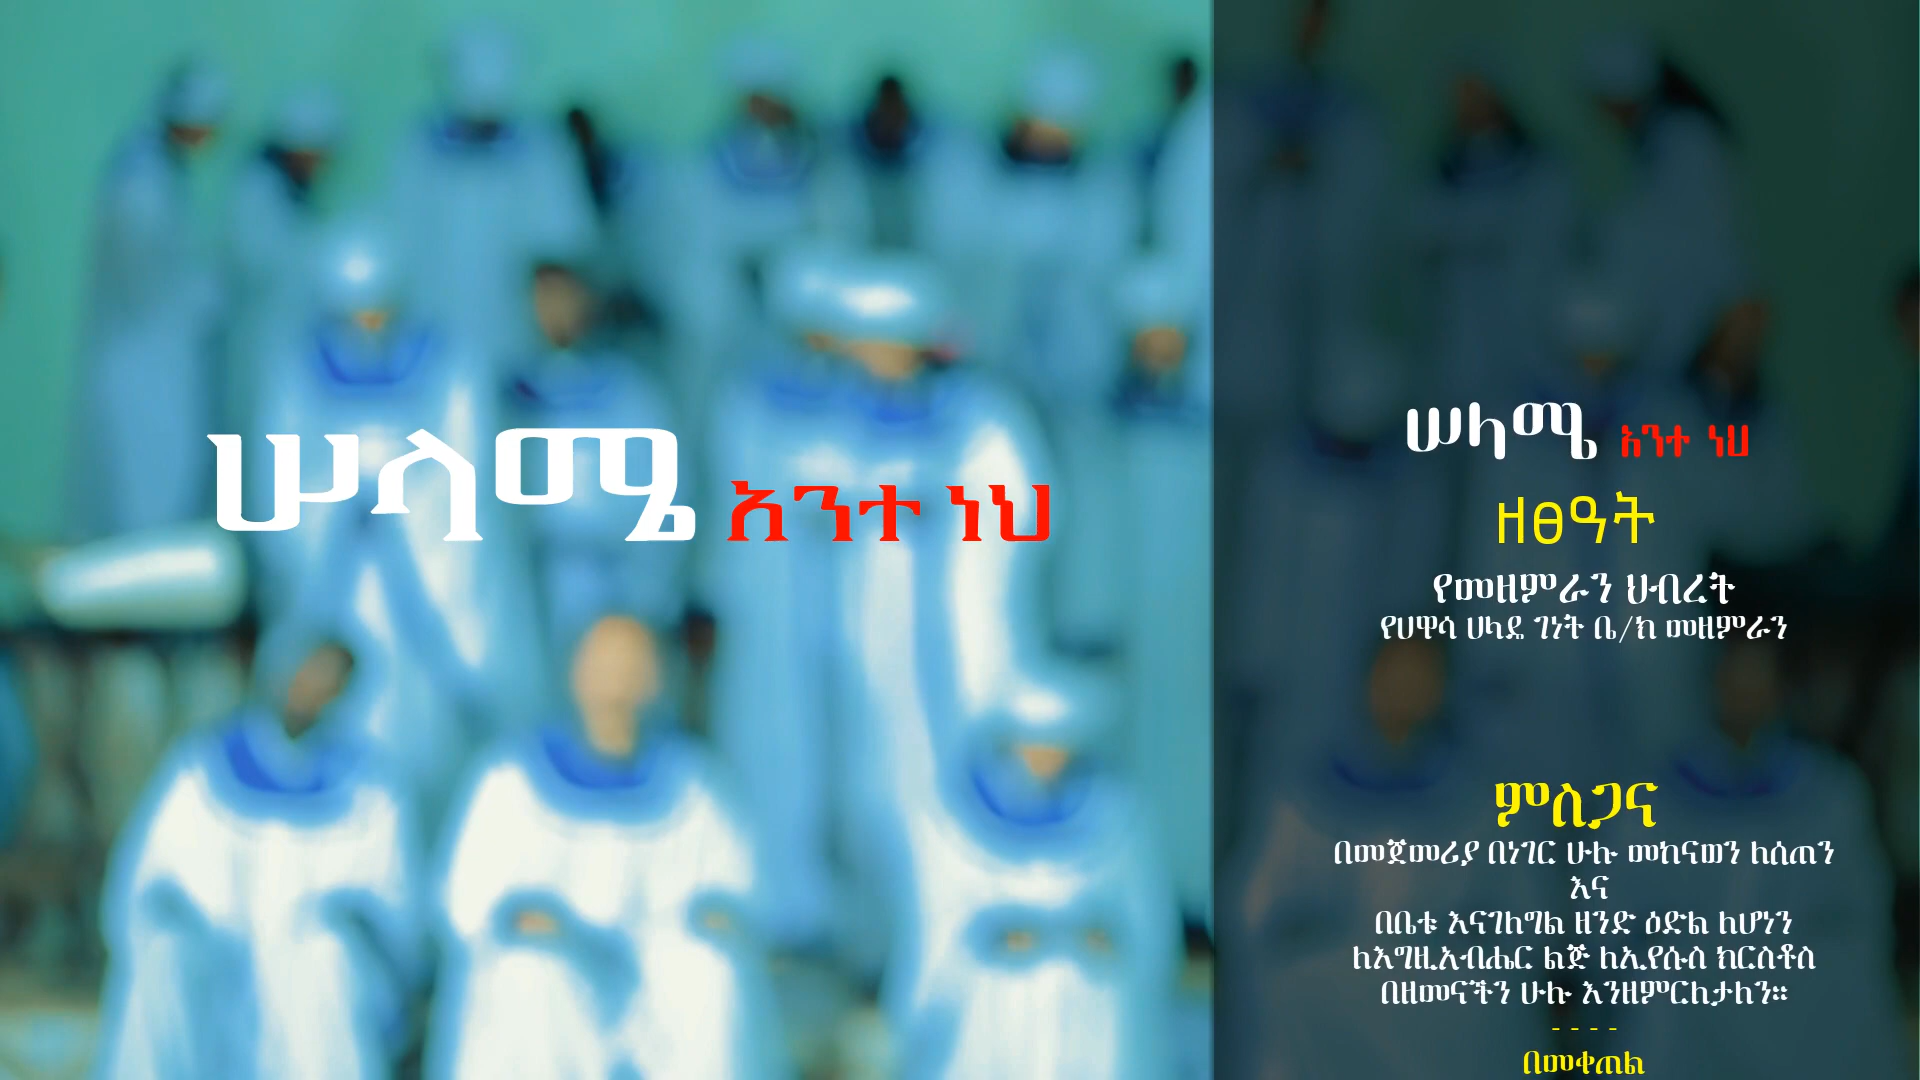 ሠላሜ አንተ ነህ
ሠላሜ አንተ ነህ
ዘፀዓት
የመዘምራን ህብረት
የሀዋሳ ሀላደ ገነት ቤ/ክ መዘምራን
ምስጋና
በመጀመሪያ በነገር ሁሉ መከናወን ለሰጠን
እና
በቤቱ እናገለግል ዘንድ ዕድል ለሆነን
ለእግዚአብሔር ልጅ ለኢየሱስ ክርስቶስ
በዘመናችን ሁሉ እንዘምርለታለን።
- - - -
በመቀጠል